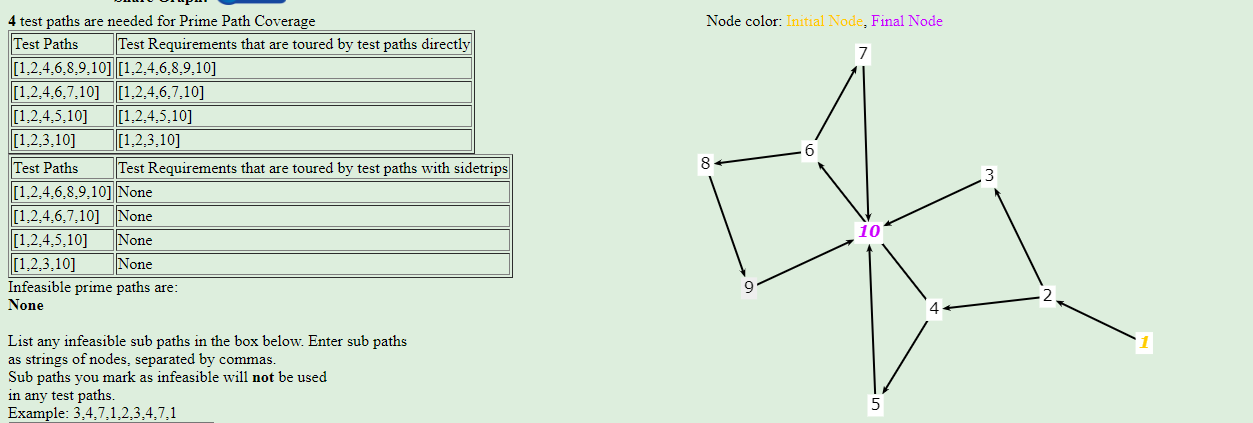 4 test paths are needed for Prime Path Coverage
Test Paths Test Requirements that are toured by test paths directly
[1,2,4,6,8,9,10] [1,2,4,6,8,9,10]
[1,2,4,6,7,10] [1,2,4,6,7,10]
[1,2,4,5,10] [1,2,4,5,10]
[1,2,3,10] [1,2,3,10]
Test Paths Test Requirements that are toured by test paths with sidetrips
[1,2,4,6,8,9,10] None
[1,2,4,6,7,10] None
[1,2,4,5,10] None
[1,2,3,10] None
Infeasible prime paths are:
None
List any infeasible sub paths in the box below. Enter sub paths
as strings of nodes, separated by commas.
Sub paths you mark as infeasible will not be used
in any test paths.
Example: 3,4,7,1,2,3,4,7,1
Node color: Initial Node, Final Node
7
6
8
3
10
9
2
4
1
5